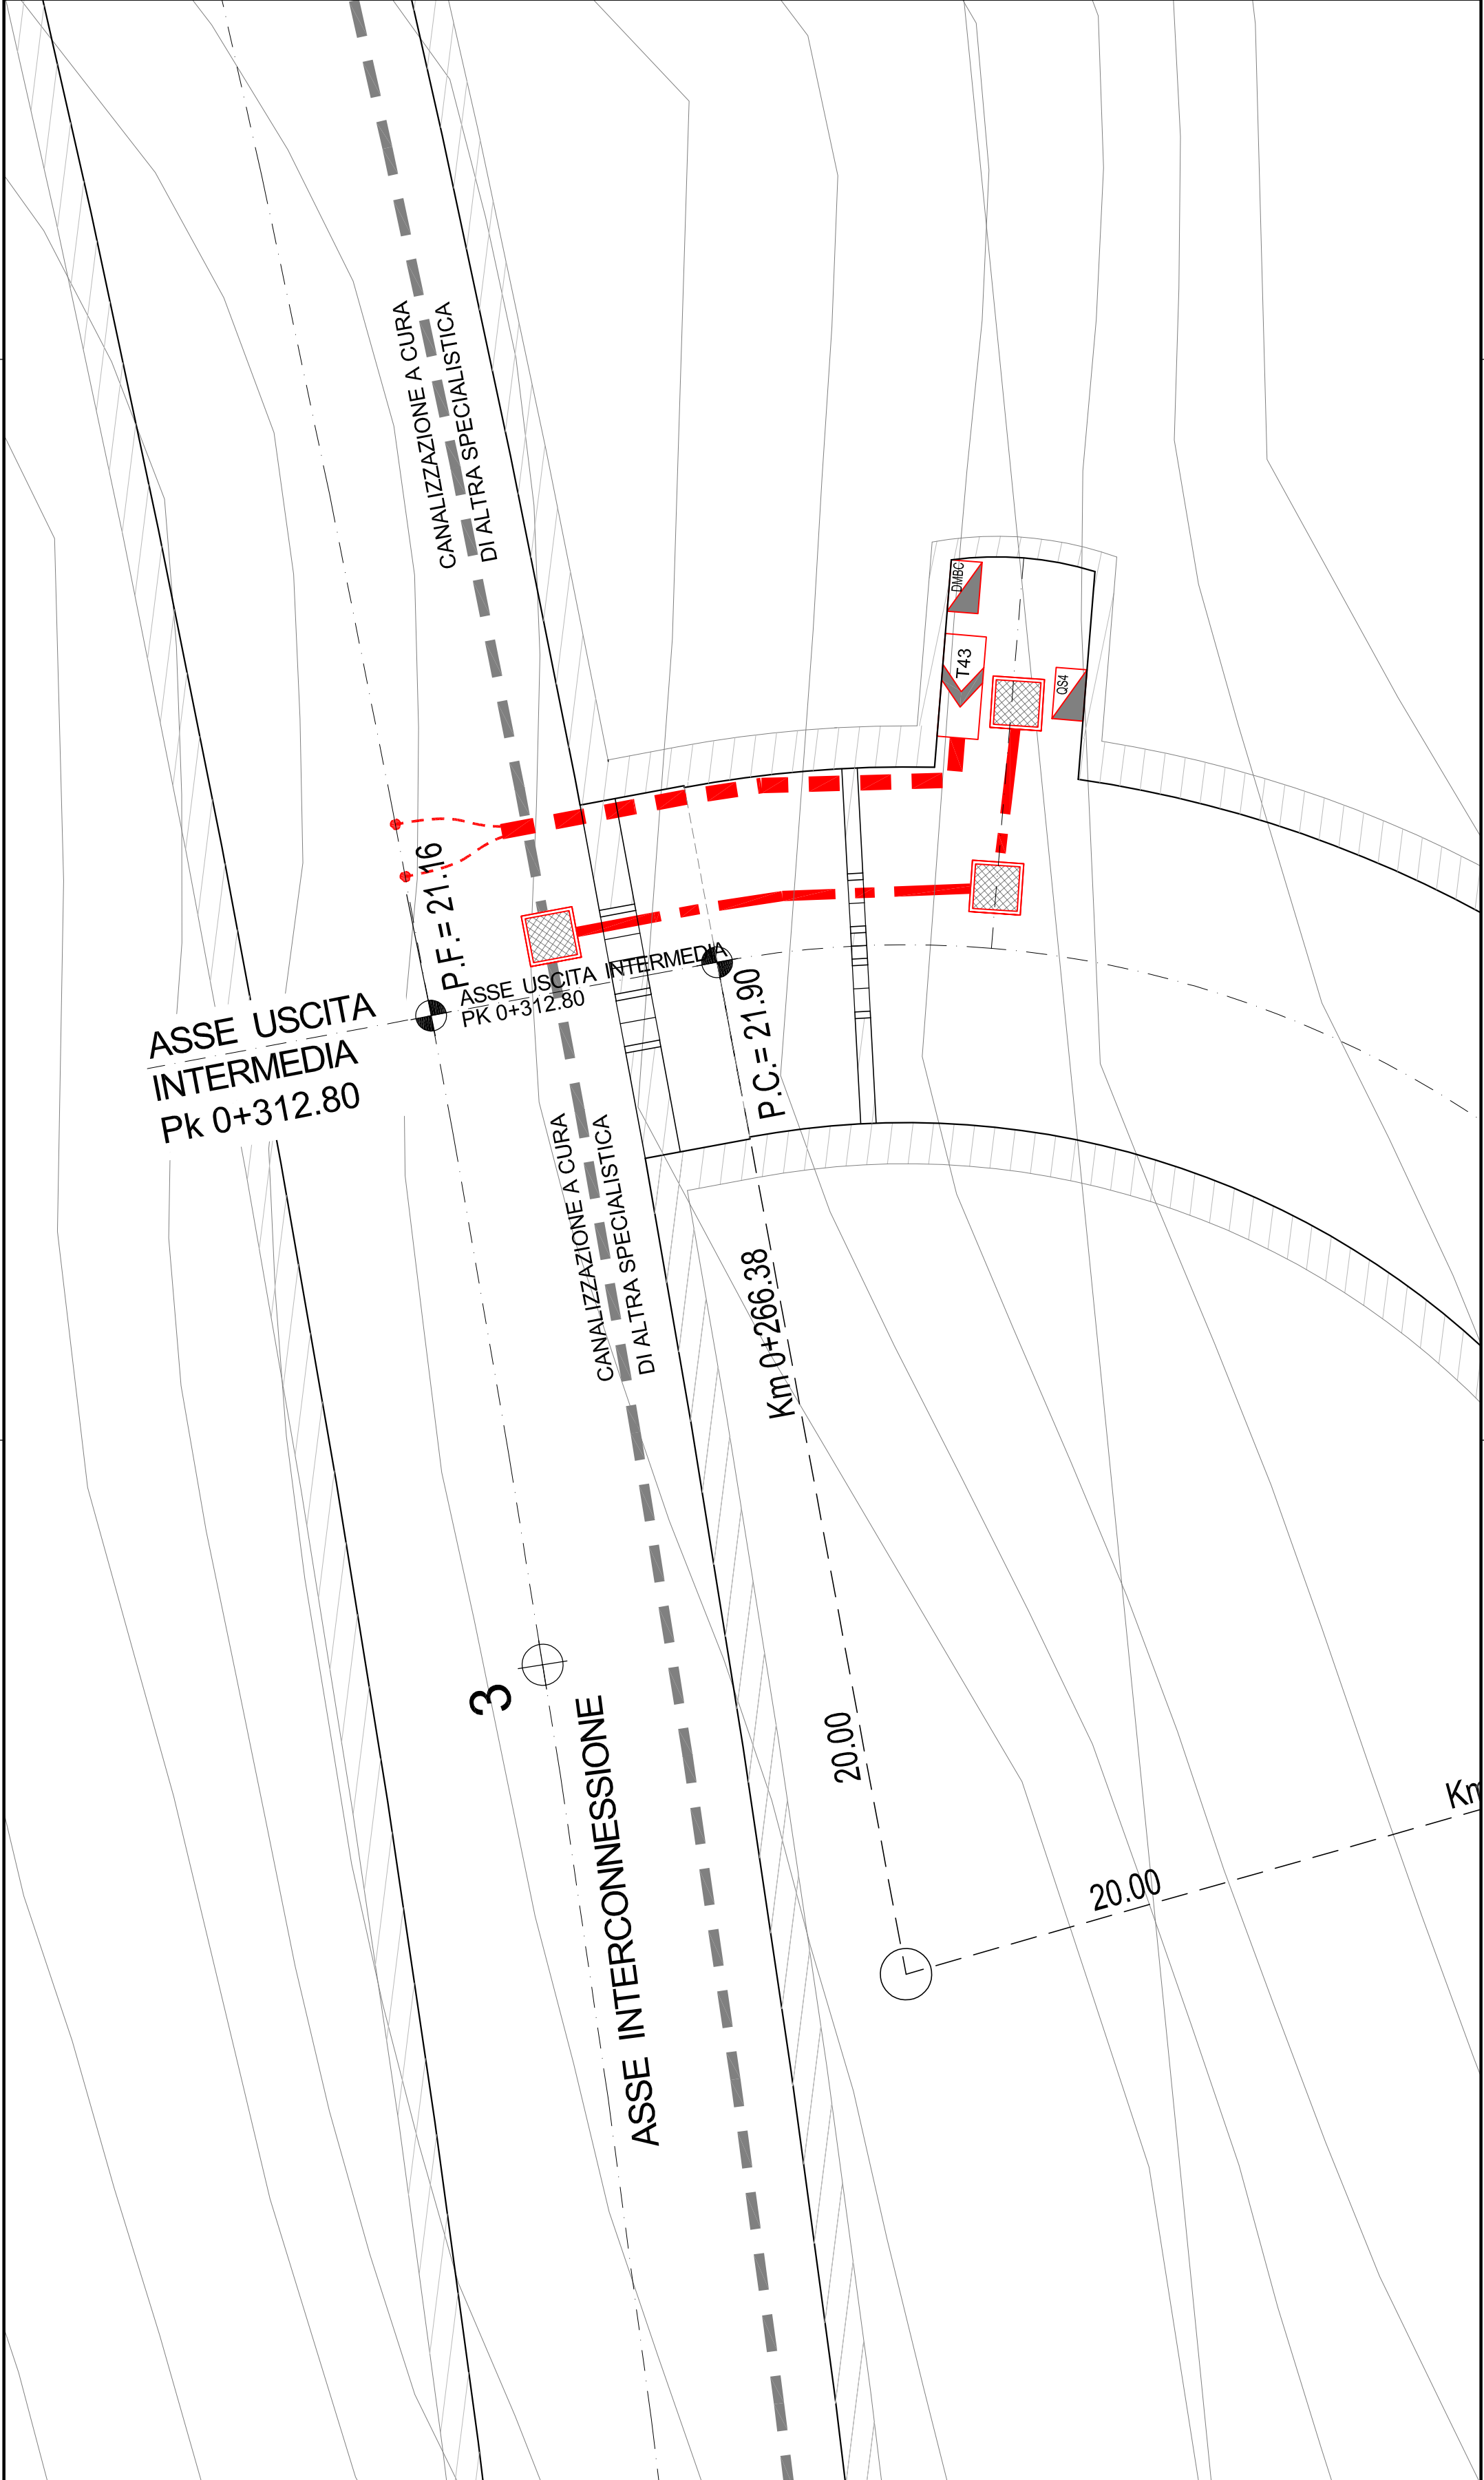 CANALIZZAZIONE A CURA
DI ALTRA SPECIALISTICA
DMBC
T43
QS4
P.F.= 21.16
ASSE USCITA INTERMEDIA
PK 0+312.80
ASSE USCITA
INTERMEDIA
Pk 0+312.80
P.C.= 21.90
CANALIZZAZIONE A CURA
DI ALTRA SPECIALISTICA
Km 0+266.38
3
ASSE INTERCONNESSIONE
20.00
20.00